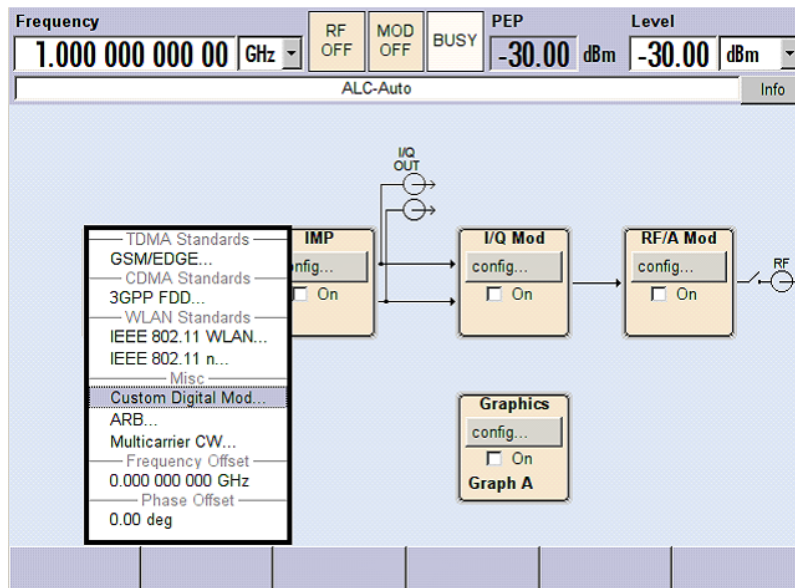 Frequency
1.000 000 000 00 GHz
RF OFF
MOD OFF
BUSY
PEP
-30.00 dBm
Level
-30.00 dBm
ALC-Auto
Info
I/Q OUT
TDMA Standards
GSM/EDGE...
CDMA Standards
3GPP FDD...
WLAN Standards
IEEE 802.11 WLAN...
IEEE 802.11 n...
Misc
Custom Digital Mod...
ARB...
Multicarrier CW...
Frequency Offset
0.000 000 000 GHz
Phase Offset
0.00 deg
IMP
nfig...
On
I/Q Mod
config...
On
RF/A Mod
config...
On
RF
Graphics
config...
On
Graph A